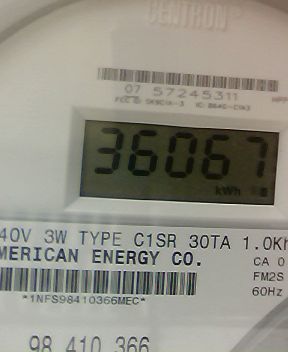 CENTRON®
07 57245311
36067
kWh
40V 3W TYPE C1SR 30TA 1.0Kh
MERICAN ENERGY CO.
CA 0
FM2S
60Hz
*1NFS98410366MEC*
98 410 366